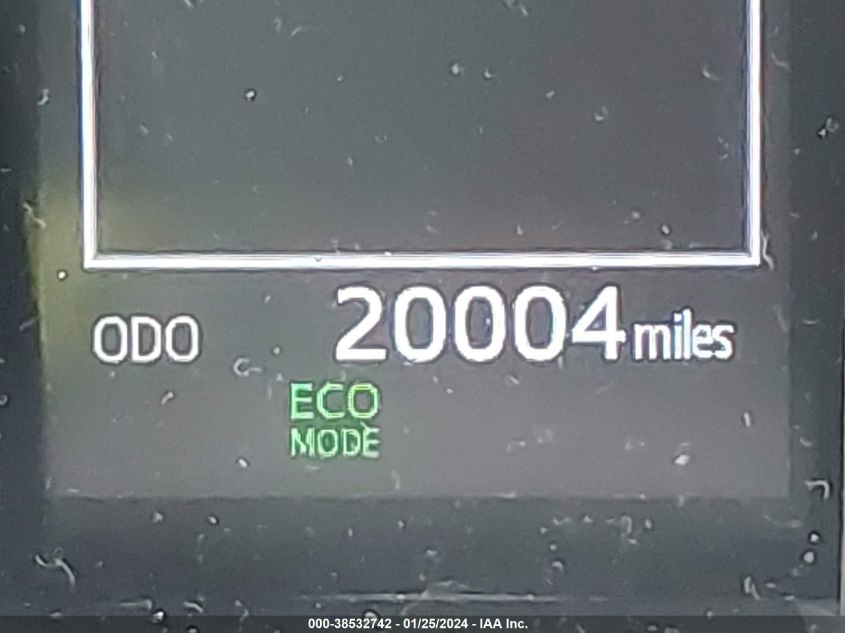 ODO 20004 miles
ECO
MODE
000-38532742 - 01/25/2024 - IAA Inc.